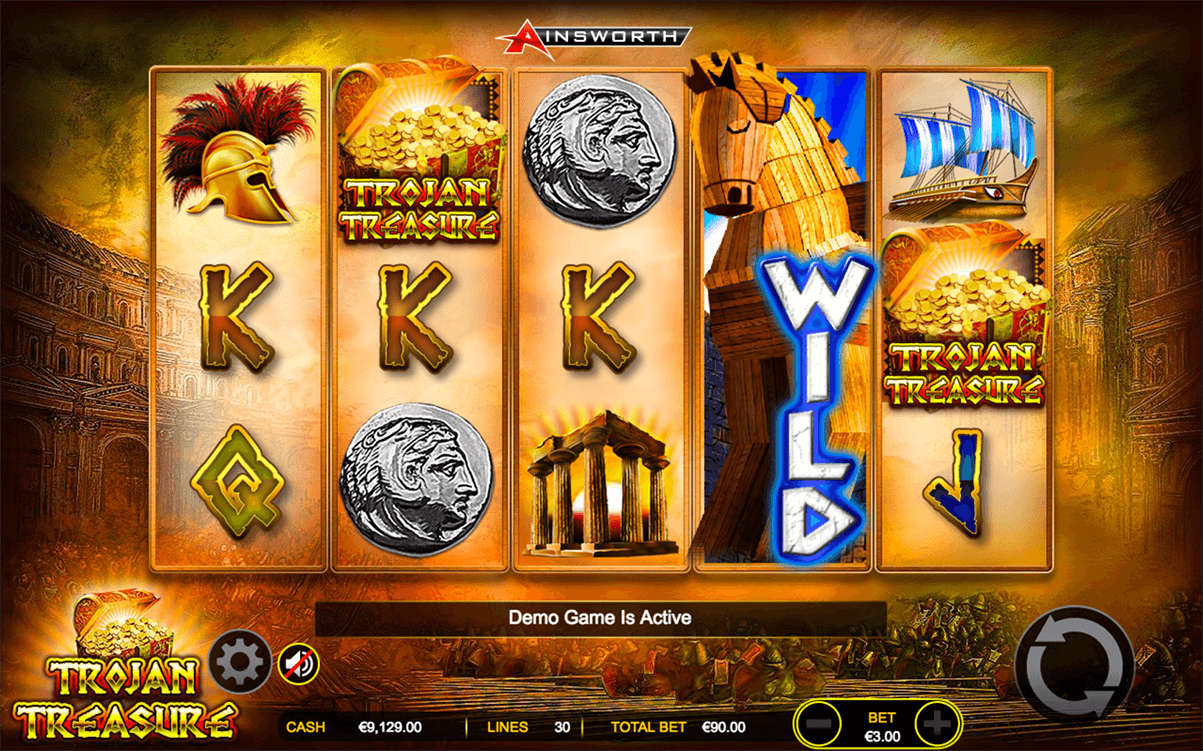 AINSWORTH
TROJAN
TREASURE
K
K
K
WILD
TROJAN
TREASURE
Q
J
Demo Game Is Active
TROJAN
TREASURE
CASH €9,129.00 LINES 30 TOTAL BET €90.00 BET
€3.00